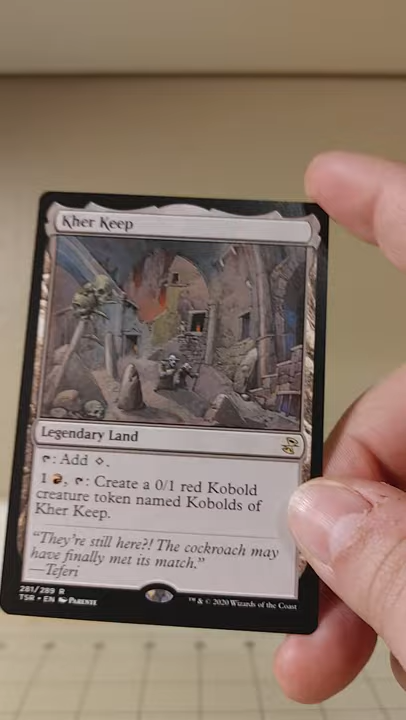 Kher Keep
Legendary Land
: Add .
1 , : Create a 0/1 red Kobold
creature token named Kobolds of
Kher Keep.
“They’re still here?! The cockroach may
have finally met its match.”
—Teferi
281/289 R
TSR • EN Parente
™ & © 2020 Wizards of the Coast